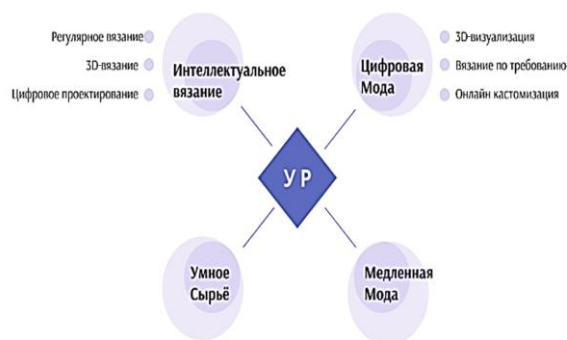 Регулярное вязание
3D-вязание
Цифровое проектирование
Интеллектуальное
вязание
Цифровая
Мода
3D-визуализация
Вязание по требованию
Онлайн кастомизация
У Р
Умное
Сырьё
Медленная
Мода